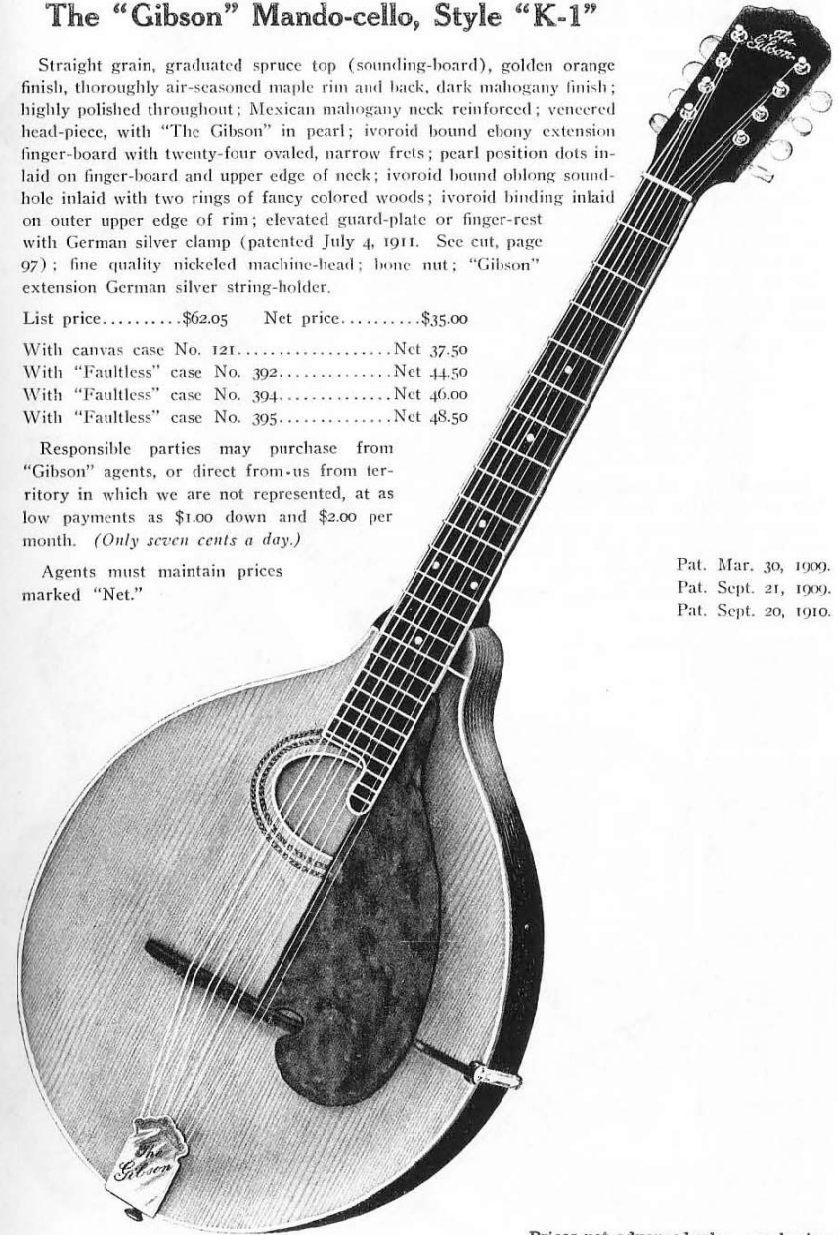 The "Gibson" Mando-cello, Style "K-1"
Straight grain, graduated spruce top (sounding-board), golden orange
finish, thoroughly air-seasoned maple rim and back, dark mahogany finish;
highly polished throughout; Mexican mahogany neck reinforced; veneered
head-piece, with "The Gibson" in pearl; ivoroid bound ebony extension
finger-board with twenty-four ovaled, narrow frets; pearl position dots in-
laid on finger-board and upper edge of neck; ivoroid bound oblong sound-
hole inlaid with two rings of fancy colored woods; ivoroid binding inlaid
on outer upper edge of rim; elevated guard-plate or finger-rest
with German silver clamp (patented July 4, 1911. See cut, page
97); fine quality nickeled machine-head; bone nut; "Gibson"
extension German silver string-holder.
List price..........$62.05 Net price..........$35.00
With canvas case No. 121...................Net 37.50
With "Faultless" case No. 392..............Net 44.50
With "Faultless" case No. 394..............Net 46.00
With "Faultless" case No. 395..............Net 48.50
Responsible parties may purchase from
"Gibson" agents, or direct from us from ter-
ritory in which we are not represented, at as
low payments as $1.00 down and $2.00 per
month. (Only seven cents a day.)
Agents must maintain prices
marked "Net."
Pat. Mar. 30, 1909.
Pat. Sept. 21, 1909.
Pat. Sept. 20, 1910.
The
Gibson
The
Gibson
Prices not advanced